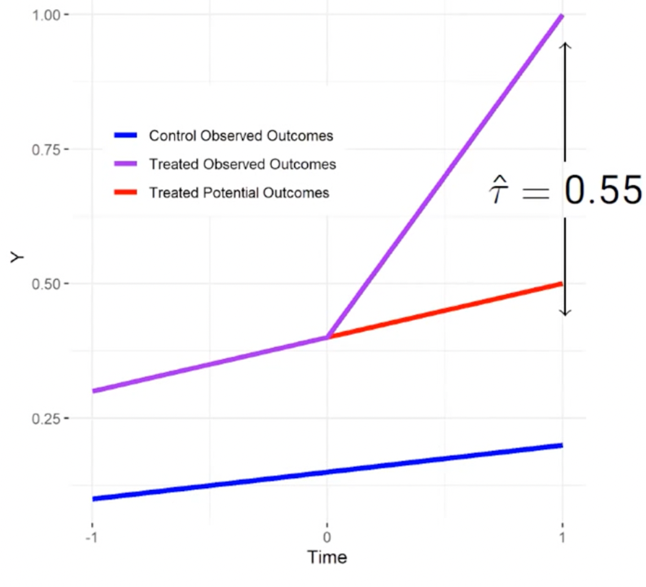 1.00
Control Observed Outcomes
0.75
Treated Observed Outcomes
Treated Potential Outcomes
τ̂ = 0.55
Y
0.50
0.25
-1
0
1
Time